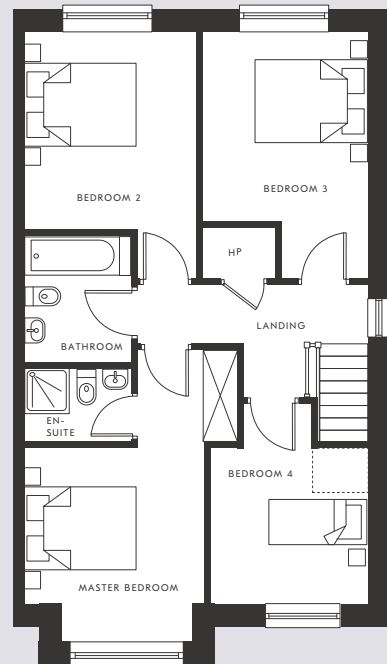 BEDROOM 2
BEDROOM 3
HP
LANDING
BATHROOM
EN-
SUITE
BEDROOM 4
MASTER BEDROOM